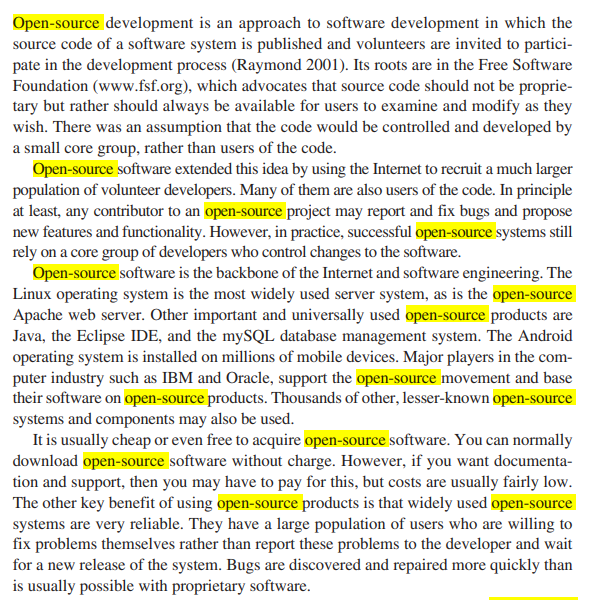 Open-source development is an approach to software development in which the
source code of a software system is published and volunteers are invited to partici-
pate in the development process (Raymond 2001). Its roots are in the Free Software
Foundation (www.fsf.org), which advocates that source code should not be proprie-
tary but rather should always be available for users to examine and modify as they
wish. There was an assumption that the code would be controlled and developed by
a small core group, rather than users of the code.
Open-source software extended this idea by using the Internet to recruit a much larger
population of volunteer developers. Many of them are also users of the code. In principle
at least, any contributor to an open-source project may report and fix bugs and propose
new features and functionality. However, in practice, successful open-source systems still
rely on a core group of developers who control changes to the software.
Open-source software is the backbone of the Internet and software engineering. The
Linux operating system is the most widely used server system, as is the open-source
Apache web server. Other important and universally used open-source products are
Java, the Eclipse IDE, and the mySQL database management system. The Android
operating system is installed on millions of mobile devices. Major players in the com-
puter industry such as IBM and Oracle, support the open-source movement and base
their software on open-source products. Thousands of other, lesser-known open-source
systems and components may also be used.
It is usually cheap or even free to acquire open-source software. You can normally
download open-source software without charge. However, if you want documenta-
tion and support, then you may have to pay for this, but costs are usually fairly low.
The other key benefit of using open-source products is that widely used open-source
systems are very reliable. They have a large population of users who are willing to
fix problems themselves rather than report these problems to the developer and wait
for a new release of the system. Bugs are discovered and repaired more quickly than
is usually possible with proprietary software.